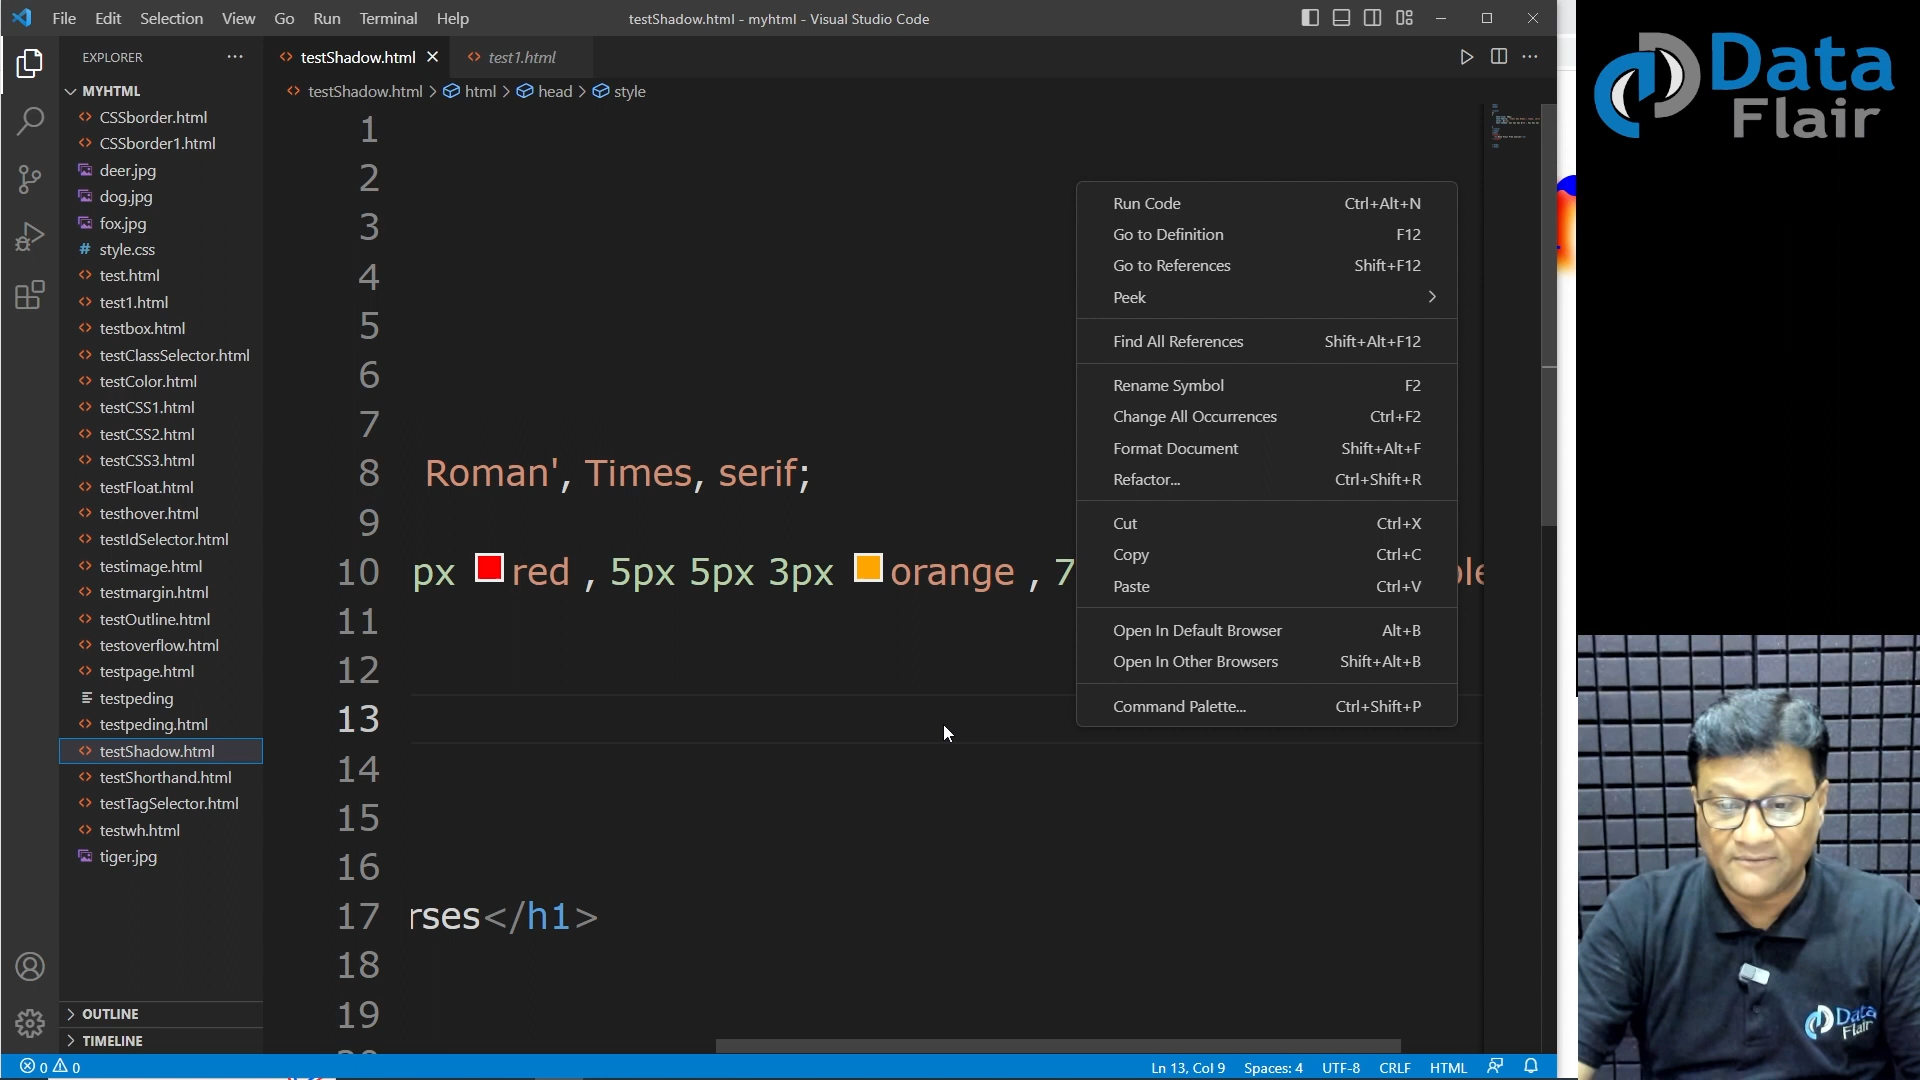 File Edit Selection View Go Run Terminal Help
testShadow.html - myhtml - Visual Studio Code
EXPLORER
MYHTML
CSSborder.html
CSSborder1.html
deer.jpg
dog.jpg
fox.jpg
# style.css
test.html
test1.html
testbox.html
testClassSelector.html
testColor.html
testCSS1.html
testCSS2.html
testCSS3.html
testFloat.html
testhover.html
testIdSelector.html
testimage.html
testmargin.html
testOutline.html
testoverflow.html
testpage.html
testpeding
testpeding.html
testShadow.html
testShorthand.html
testTagSelector.html
testwh.html
tiger.jpg
OUTLINE
TIMELINE
testShadow.html
test1.html
testShadow.html > html > head > style
1
2
3
4
5
6
7
8 Roman', Times, serif;
9
10 px red , 5px 5px 3px orange , 7
11
12
13
14
15
16
17 rses</h1>
18
19
Run Code Ctrl+Alt+N
Go to Definition F12
Go to References Shift+F12
Peek
Find All References Shift+Alt+F12
Rename Symbol F2
Change All Occurrences Ctrl+F2
Format Document Shift+Alt+F
Refactor... Ctrl+Shift+R
Cut Ctrl+X
Copy Ctrl+C
Paste Ctrl+V
Open In Default Browser Alt+B
Open In Other Browsers Shift+Alt+B
Command Palette... Ctrl+Shift+P
0 0
Ln 13, Col 9 Spaces: 4 UTF-8 CRLF HTML
Data
Flair
Data
Flair